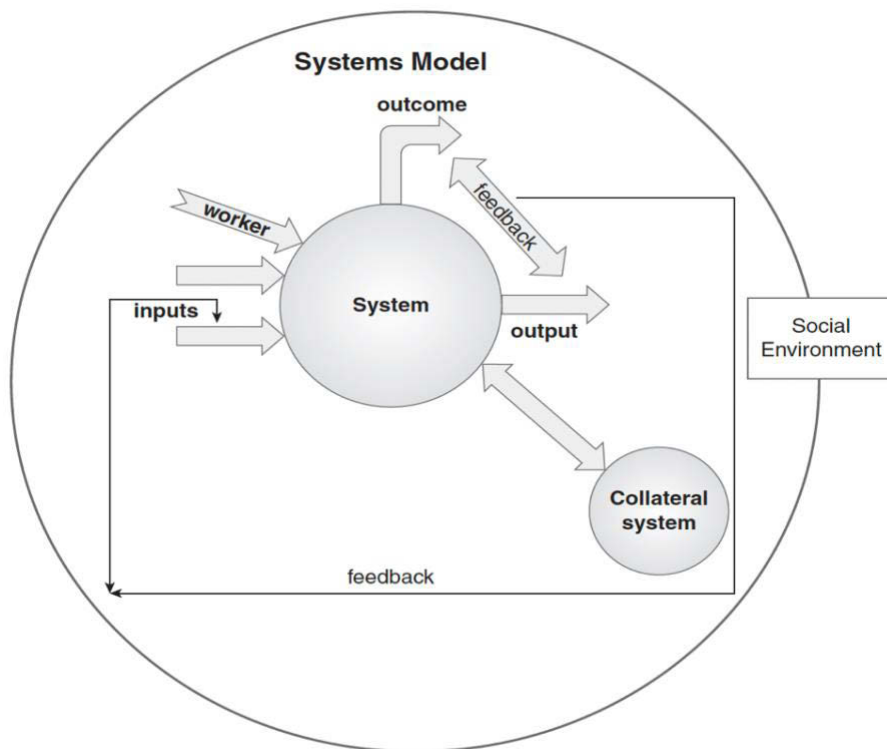 Systems Model
outcome
feedback
worker
inputs
System
output
Social
Environment
Collateral
system
feedback